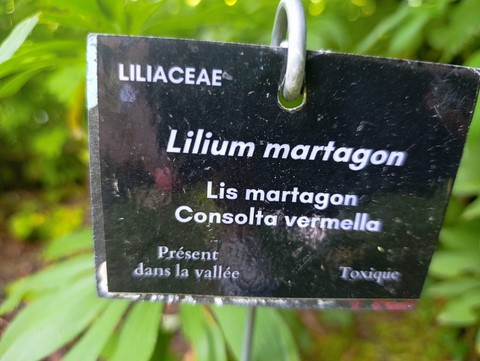 LILIACEAE
Lilium martagon
Lis martagon
Consolta vermella
Présent
dans la vallée
Toxique